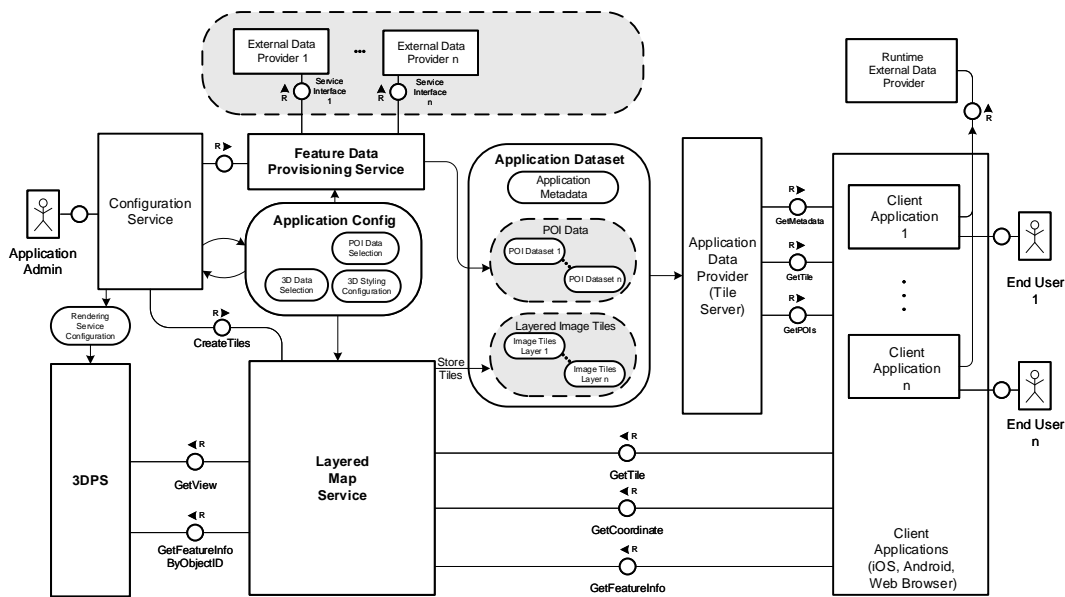 External Data
Provider 1
...
External Data
Provider n
R
Service
Interface
1
R
Service
Interface
n
Runtime
External Data
Provider
R
Configuration
Service
R
Feature Data
Provisioning Service
Application
Admin
Application Config
POI Data
Selection
3D Data
Selection
3D Styling
Configuration
Application Dataset
Application
Metadata
POI Data
POI Dataset 1
POI Dataset n
Layered Image Tiles
Image Tiles
Layer 1
Image Tiles
Layer n
Application
Data
Provider
(Tile
Server)
R
GetMetadata
R
GetTile
R
GetPOIs
Client
Application
1
End User
1
Client
Application
n
End User
n
Rendering
Service
Configuration
R
CreateTiles
Store
Tiles
3DPS
R
GetView
R
GetFeatureInfo
ByObjectID
Layered
Map
Service
R
GetTile
R
GetCoordinate
R
GetFeatureInfo
Client
Applications
(iOS, Android,
Web Browser)